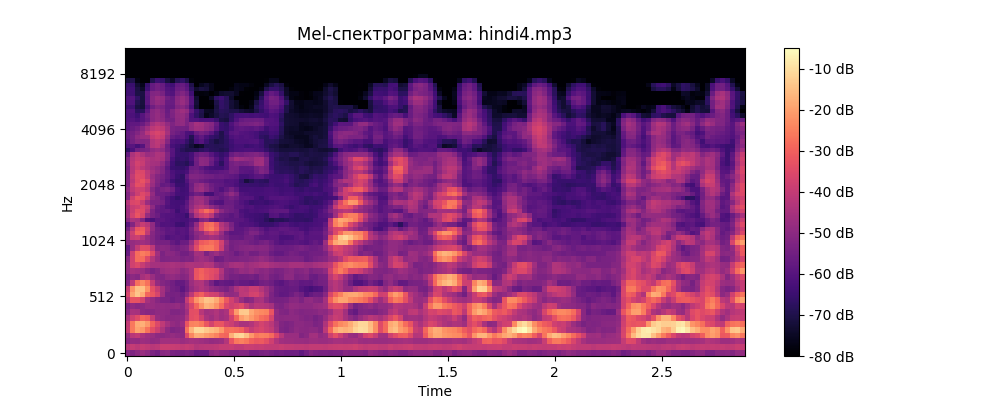 Mel-спектрограмма: hindi4.mp3
8192
4096
2048
1024
512
0
Hz
0 0.5 1 1.5 2 2.5
Time
-10 dB
-20 dB
-30 dB
-40 dB
-50 dB
-60 dB
-70 dB
-80 dB